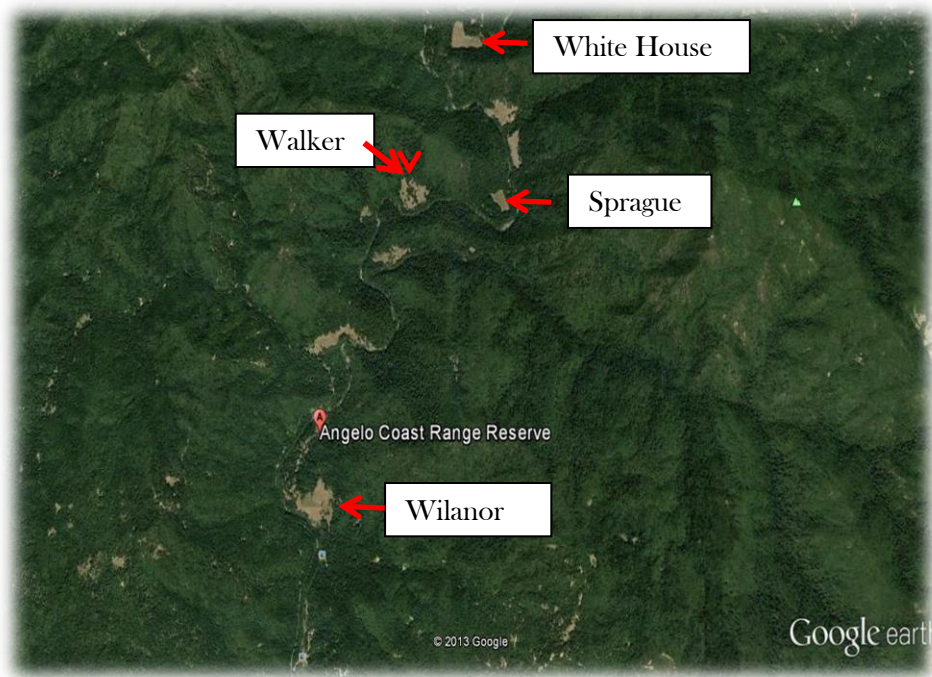 White House
Walker
Sprague
A
Angelo Coast Range Reserve
Wilanor
© 2013 Google
Google earth